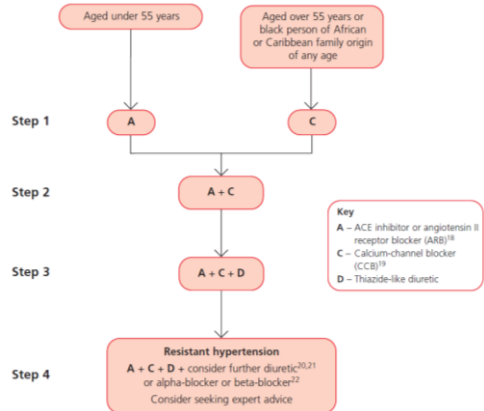 Aged under 55 years
Aged over 55 years or
black person of African
or Caribbean family origin
of any age
Step 1
A
C
Step 2
A + C
Key
A – ACE inhibitor or angiotensin II
receptor blocker (ARB)¹⁸
C – Calcium-channel blocker
(CCB)¹⁹
D – Thiazide-like diuretic
Step 3
A + C + D
Step 4
Resistant hypertension
A + C + D + consider further diuretic²⁰,²¹
or alpha-blocker or beta-blocker²²
Consider seeking expert advice